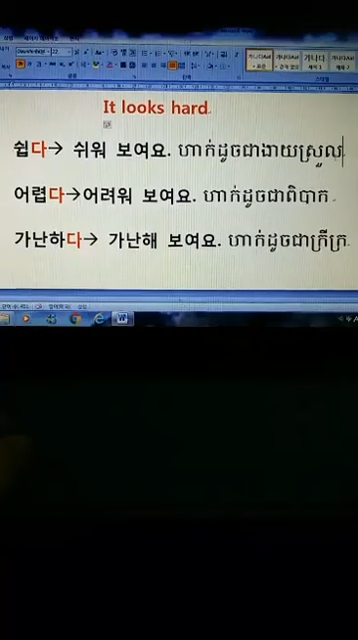 It looks hard.
쉽다→ 쉬워 보여요. ហាក់ដូចជាងាយស្រួល
어렵다→어려워 보여요. ហាក់ដូចជាពិបាក .
가난하다→ 가난해 보여요. ហាក់ដូចជាក្រីក្រ.